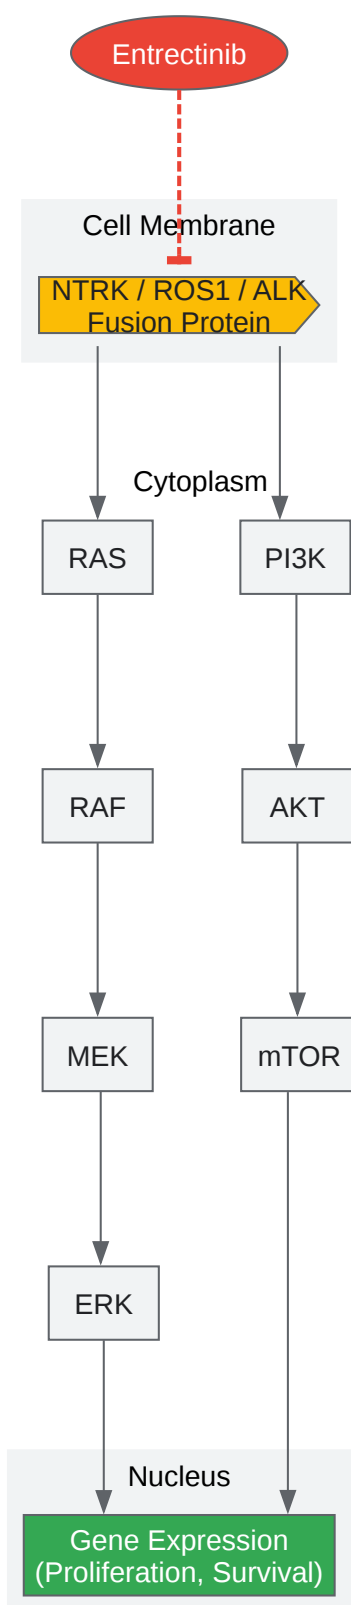 Entrectinib
Cell Membrane
NTRK / ROS1 / ALK
Fusion Protein
Cytoplasm
RAS
PI3K
RAF
AKT
MEK
mTOR
ERK
Nucleus
Gene Expression
(Proliferation, Survival)